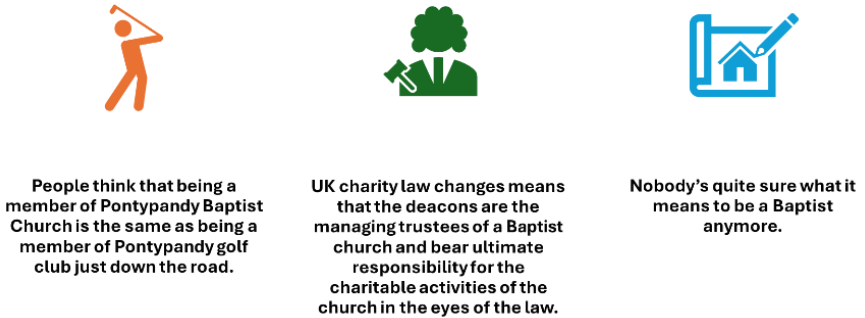 People think that being a
member of Pontypandy Baptist
Church is the same as being a
member of Pontypandy golf
club just down the road.
UK charity law changes means
that the deacons are the
managing trustees of a Baptist
church and bear ultimate
responsibility for the
charitable activities of the
church in the eyes of the law.
Nobody’s quite sure what it
means to be a Baptist
anymore.